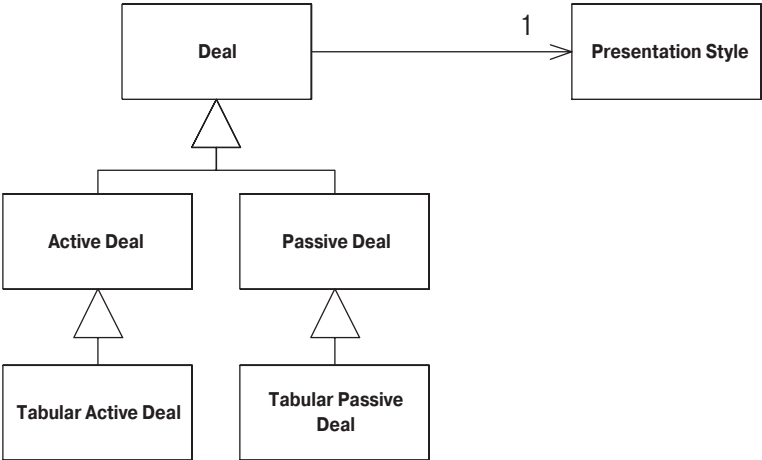 1
Deal
Presentation Style
Active Deal
Passive Deal
Tabular Active Deal
Tabular Passive
Deal